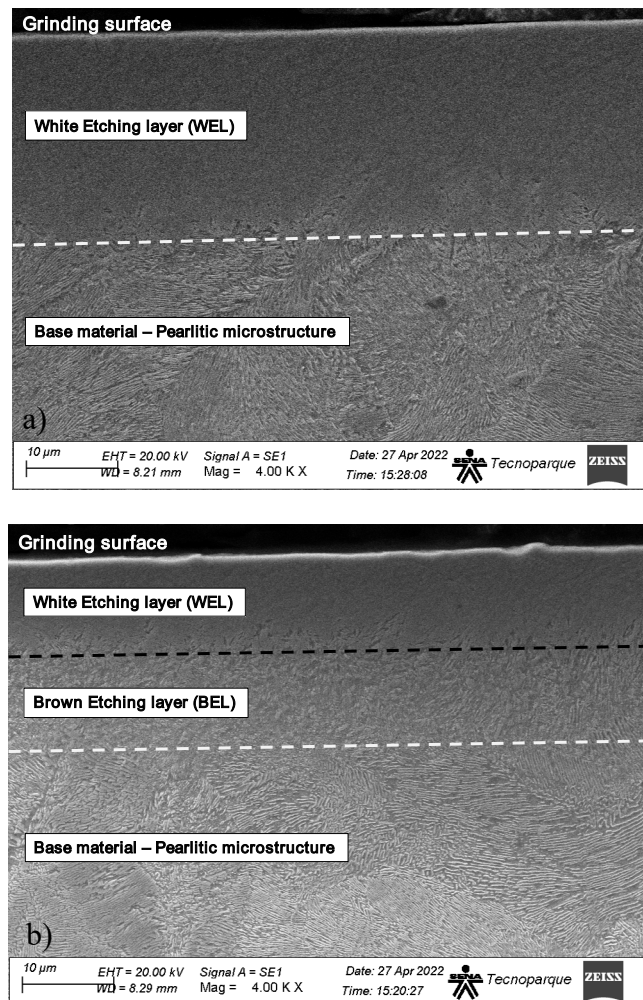 Grinding surface
White Etching layer (WEL)
Base material – Pearlitic microstructure
a)
10 µm EHT = 20.00 kV Signal A = SE1 Date: 27 Apr 2022 SENA Tecnoparque ZEISS
WD = 8.21 mm Mag = 4.00 K X Time: 15:28:08
Grinding surface
White Etching layer (WEL)
Brown Etching layer (BEL)
Base material – Pearlitic microstructure
b)
10 µm EHT = 20.00 kV Signal A = SE1 Date: 27 Apr 2022 SENA Tecnoparque ZEISS
WD = 8.29 mm Mag = 4.00 K X Time: 15:20:27